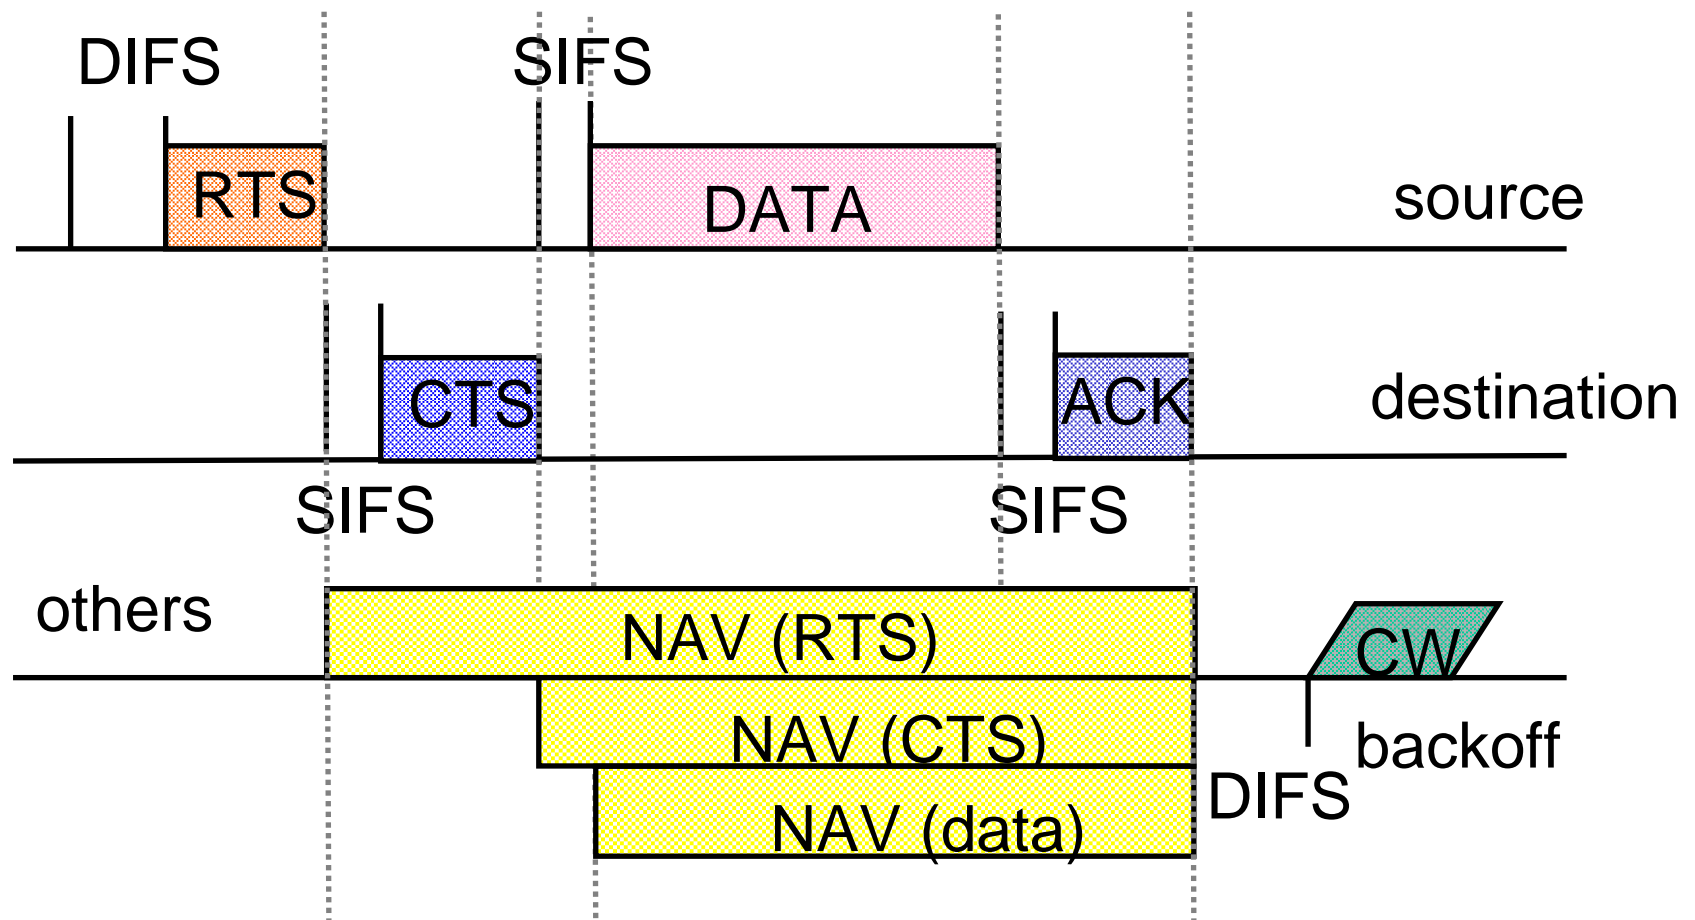 DIFS
SIFS
RTS
DATA
source
CTS
ACK
destination
SIFS
SIFS
others
NAV (RTS)
CW
NAV (CTS)
backoff
DIFS
NAV (data)